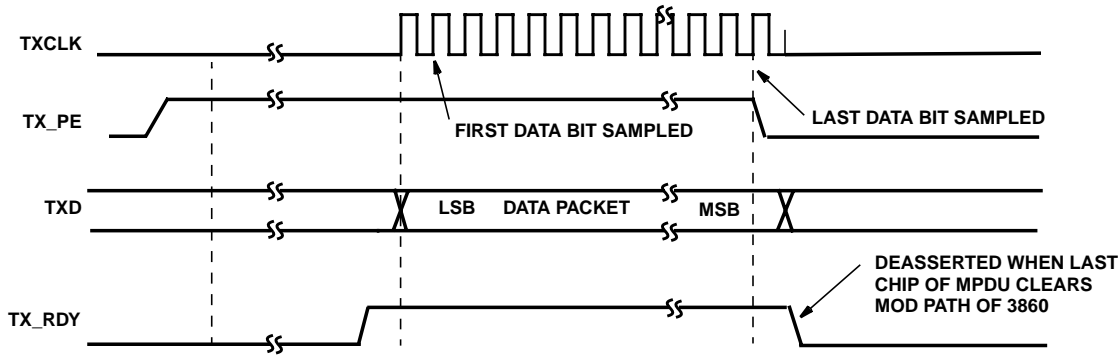 TXCLK
TX_PE
FIRST DATA BIT SAMPLED
LAST DATA BIT SAMPLED
TXD
LSB DATA PACKET MSB
TX_RDY
DEASSERTED WHEN LAST
CHIP OF MPDU CLEARS
MOD PATH OF 3860